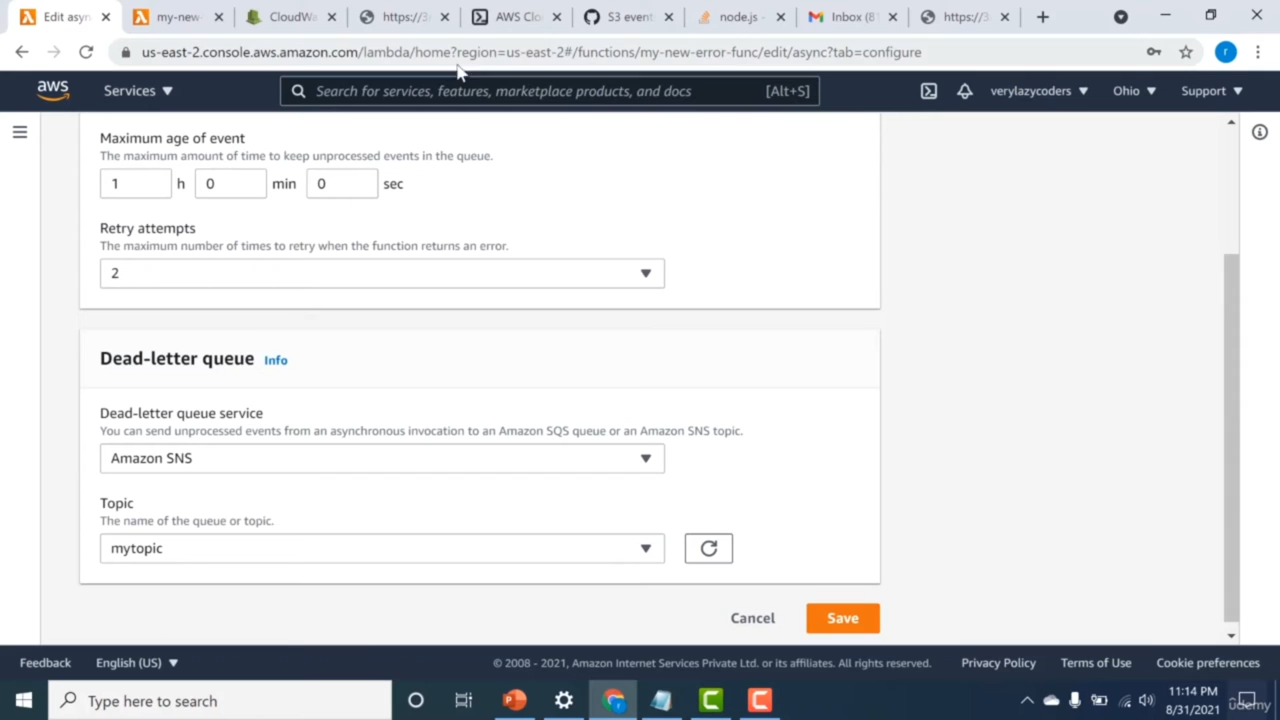 Edit asyn
my-new-
CloudWa
https://3
AWS Clo
S3 event
node.js -
Inbox (8
https://3
us-east-2.console.aws.amazon.com/lambda/home?region=us-east-2#/functions/my-new-error-func/edit/async?tab=configure
r
aws
Services
Search for services, features, marketplace products, and docs
[Alt+S]
verylazycoders
Ohio
Support
Maximum age of event
The maximum amount of time to keep unprocessed events in the queue.
1 h 0 min 0 sec
Retry attempts
The maximum number of times to retry when the function returns an error.
2
Dead-letter queue Info
Dead-letter queue service
You can send unprocessed events from an asynchronous invocation to an Amazon SQS queue or an Amazon SNS topic.
Amazon SNS
Topic
The name of the queue or topic.
mytopic
Cancel
Save
Feedback
English (US)
© 2008 - 2021, Amazon Internet Services Private Ltd. or its affiliates. All rights reserved.
Privacy Policy
Terms of Use
Cookie preferences
Type here to search
11:14 PM
8/31/2021
udemy